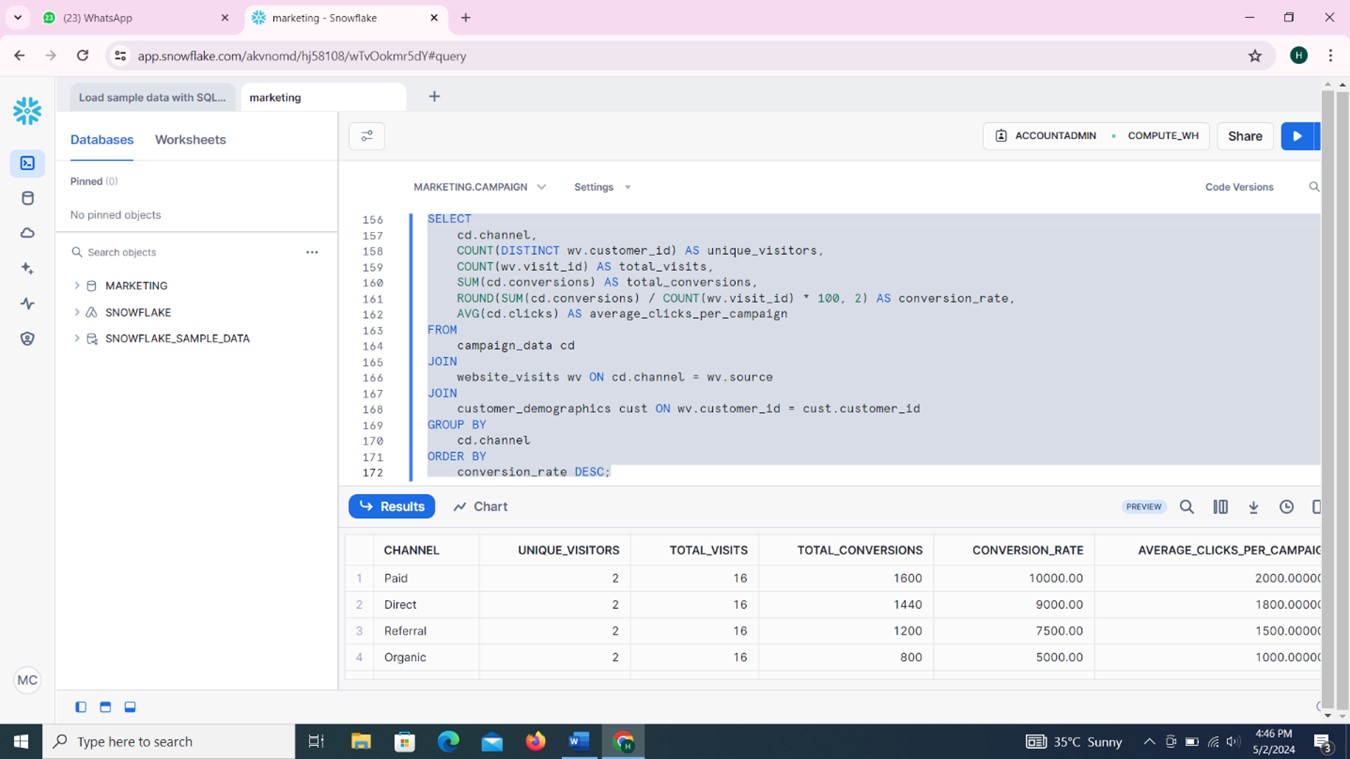 (23) WhatsApp
marketing - Snowflake
app.snowflake.com/akvnomd/hj58108/wTvOokmr5dY#query
H
Load sample data with SQL...
marketing
Databases Worksheets
ACCOUNTADMIN COMPUTE_WH Share
Pinned (0)
No pinned objects
Search objects
MARKETING
SNOWFLAKE
SNOWFLAKE_SAMPLE_DATA
MC
MARKETING.CAMPAIGN Settings Code Versions
156 SELECT
157 cd.channel,
158 COUNT(DISTINCT wv.customer_id) AS unique_visitors,
159 COUNT(wv.visit_id) AS total_visits,
160 SUM(cd.conversions) AS total_conversions,
161 ROUND(SUM(cd.conversions) / COUNT(wv.visit_id) * 100, 2) AS conversion_rate,
162 AVG(cd.clicks) AS average_clicks_per_campaign
163 FROM
164 campaign_data cd
165 JOIN
166 website_visits wv ON cd.channel = wv.source
167 JOIN
168 customer_demographics cust ON wv.customer_id = cust.customer_id
169 GROUP BY
170 cd.channel
171 ORDER BY
172 conversion_rate DESC;
Results Chart PREVIEW
CHANNEL UNIQUE_VISITORS TOTAL_VISITS TOTAL_CONVERSIONS CONVERSION_RATE AVERAGE_CLICKS_PER_CAMPAIG
1 Paid 2 16 1600 10000.00 2000.00000
2 Direct 2 16 1440 9000.00 1800.00000
3 Referral 2 16 1200 7500.00 1500.00000
4 Organic 2 16 800 5000.00 1000.00000
Type here to search
35°C Sunny
4:46 PM
5/2/2024
3